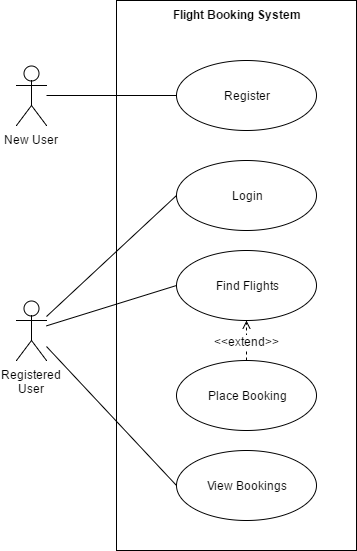 Flight Booking System
Register
New User
Login
Find Flights
<<extend>>
Registered
User
Place Booking
View Bookings